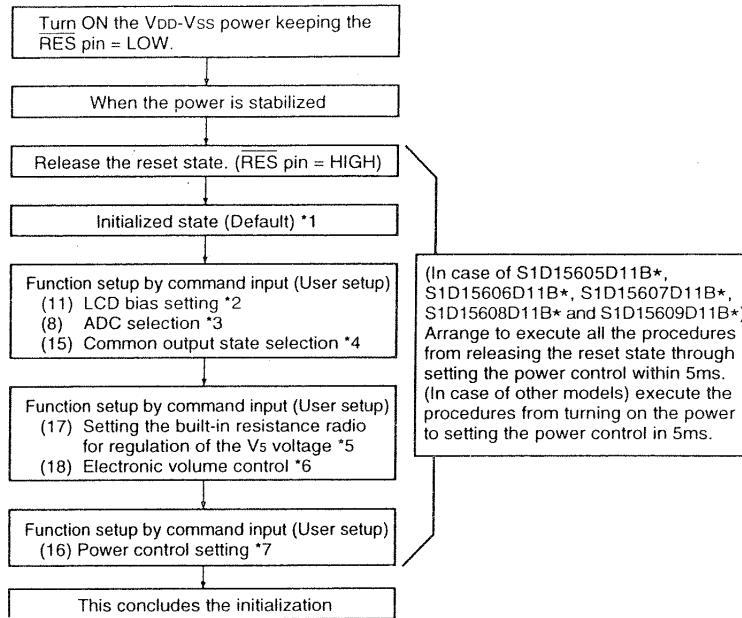 Turn ON the VDD-VSS power keeping the
RES pin = LOW.
When the power is stabilized
Release the reset state. (RES pin = HIGH)
Initialized state (Default) *1
Function setup by command input (User setup)
(11) LCD bias setting *2
(8) ADC selection *3
(15) Common output state selection *4
Function setup by command input (User setup)
(17) Setting the built-in resistance radio
for regulation of the V5 voltage *5
(18) Electronic volume control *6
Function setup by command input (User setup)
(16) Power control setting *7
This concludes the initialization
(In case of S1D15605D11B*,
S1D15606D11B*, S1D15607D11B*,
S1D15608D11B* and S1D15609D11B*)
Arrange to execute all the procedures
from releasing the reset state through
setting the power control within 5ms.
(In case of other models) execute the
procedures from turning on the power
to setting the power control in 5ms.